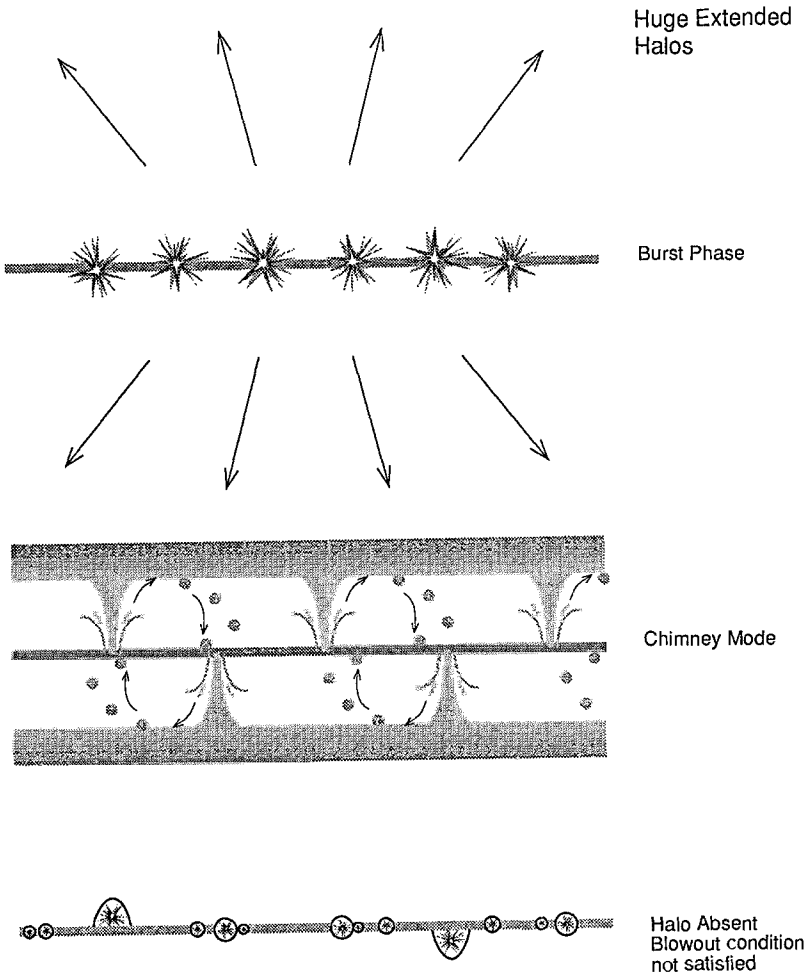 Huge Extended
Halos
Burst Phase
Chimney Mode
Halo Absent
Blowout condition
not satisfied